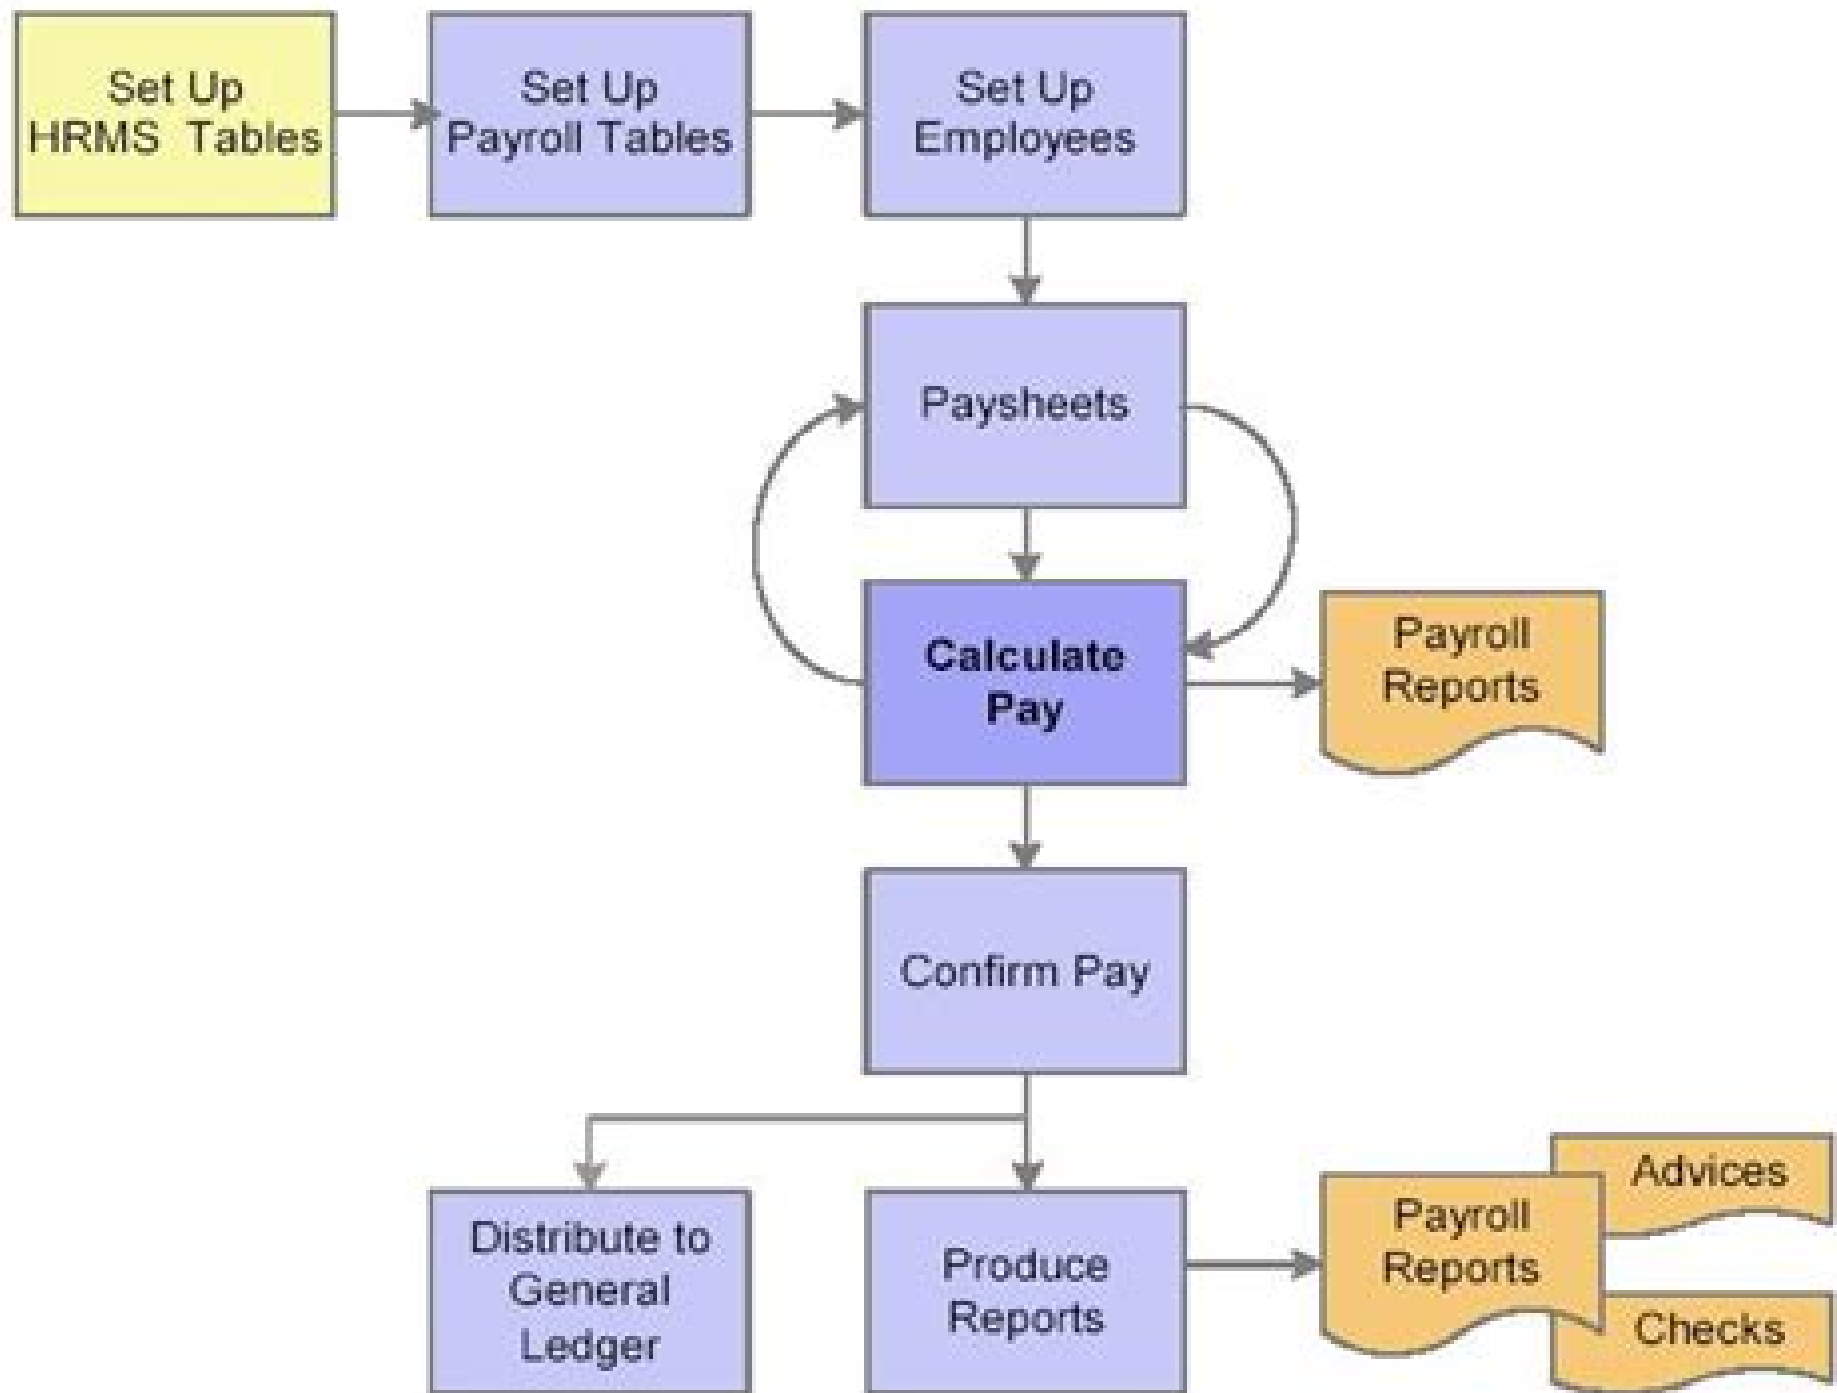 Set Up
HRMS Tables
Set Up
Payroll Tables
Set Up
Employees
Paysheets
Calculate
Pay
Payroll
Reports
Confirm Pay
Distribute to
General
Ledger
Produce
Reports
Payroll
Reports
Advices
Checks